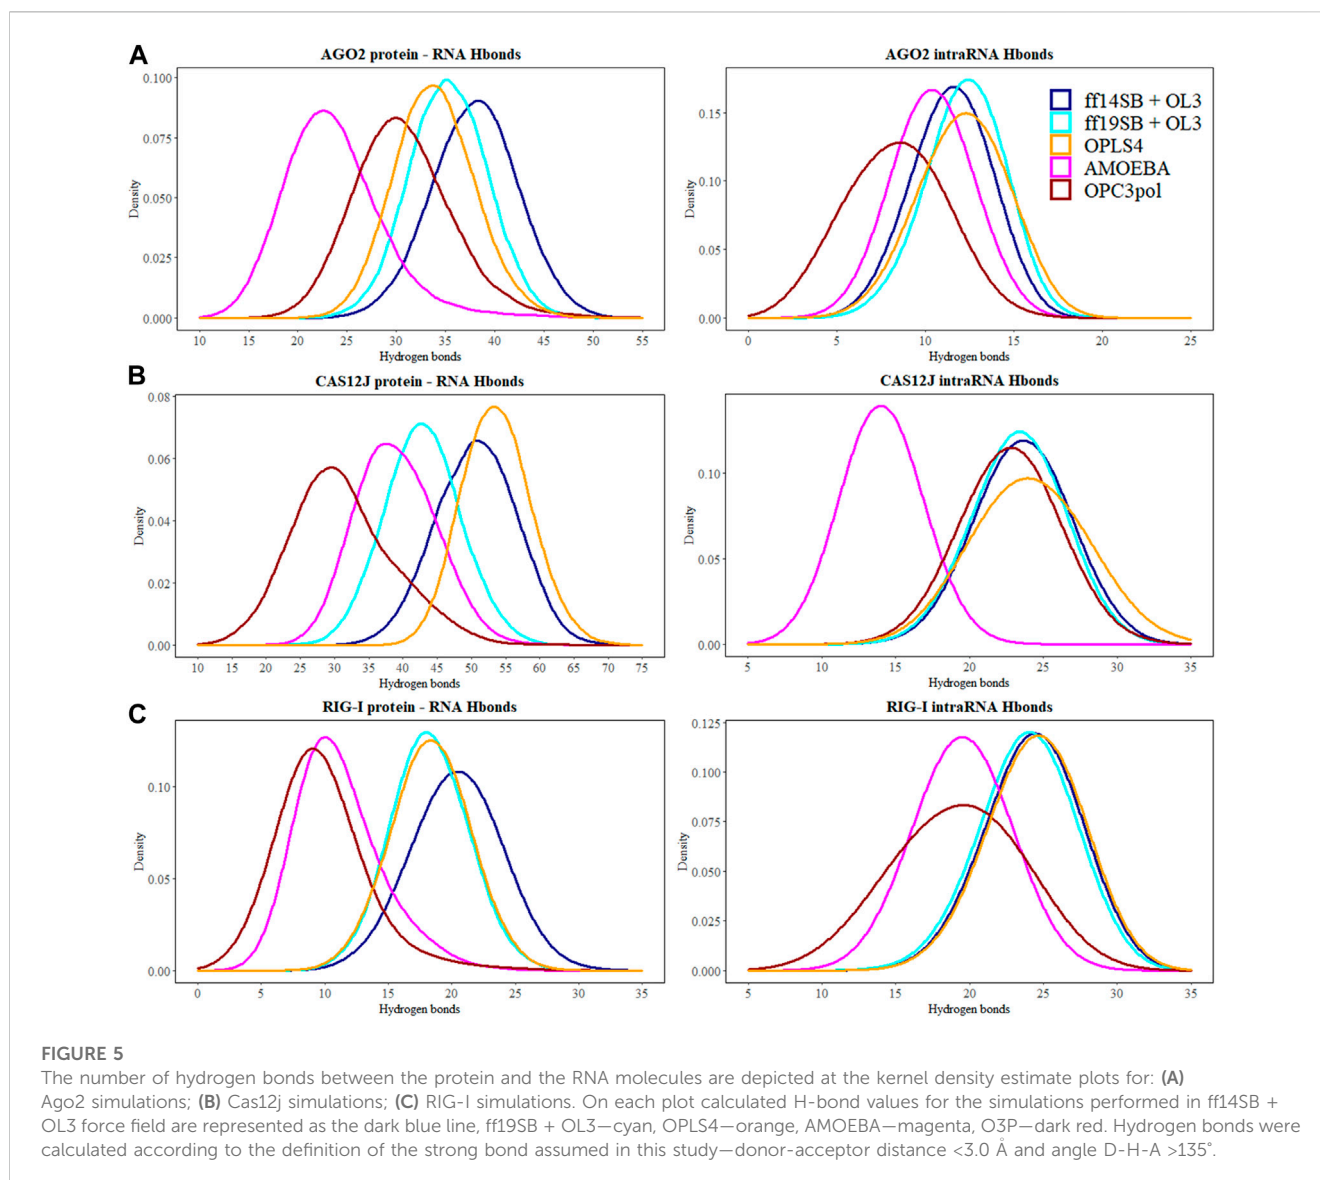 A
AGO2 protein - RNA Hbonds
0.100
0.075
0.050
0.025
0.000
Density
10 15 20 25 30 35 40 45 50 55
Hydrogen bonds
AGO2 intraRNA Hbonds
ff14SB + OL3
ff19SB + OL3
OPLS4
AMOEBA
OPC3pol
0.15
0.10
0.05
0.00
Density
0 5 10 15 20 25
Hydrogen bonds
B
CAS12J protein - RNA Hbonds
0.08
0.06
0.04
0.02
0.00
Density
10 15 20 25 30 35 40 45 50 55 60 65 70 75
Hydrogen bonds
CAS12J intraRNA Hbonds
0.10
0.05
0.00
Density
5 10 15 20 25 30 35
Hydrogen bonds
C
RIG-I protein - RNA Hbonds
0.10
0.05
0.00
Density
0 5 10 15 20 25 30 35
Hydrogen bonds
RIG-I intraRNA Hbonds
0.125
0.100
0.075
0.050
0.025
0.000
Density
5 10 15 20 25 30 35
Hydrogen bonds
FIGURE 5
The number of hydrogen bonds between the protein and the RNA molecules are depicted at the kernel density estimate plots for: (A)
Ago2 simulations; (B) Cas12j simulations; (C) RIG-I simulations. On each plot calculated H-bond values for the simulations performed in ff14SB +
OL3 force field are represented as the dark blue line, ff19SB + OL3—cyan, OPLS4—orange, AMOEBA—magenta, O3P—dark red. Hydrogen bonds were
calculated according to the definition of the strong bond assumed in this study—donor-acceptor distance <3.0 Å and angle D-H-A >135°.